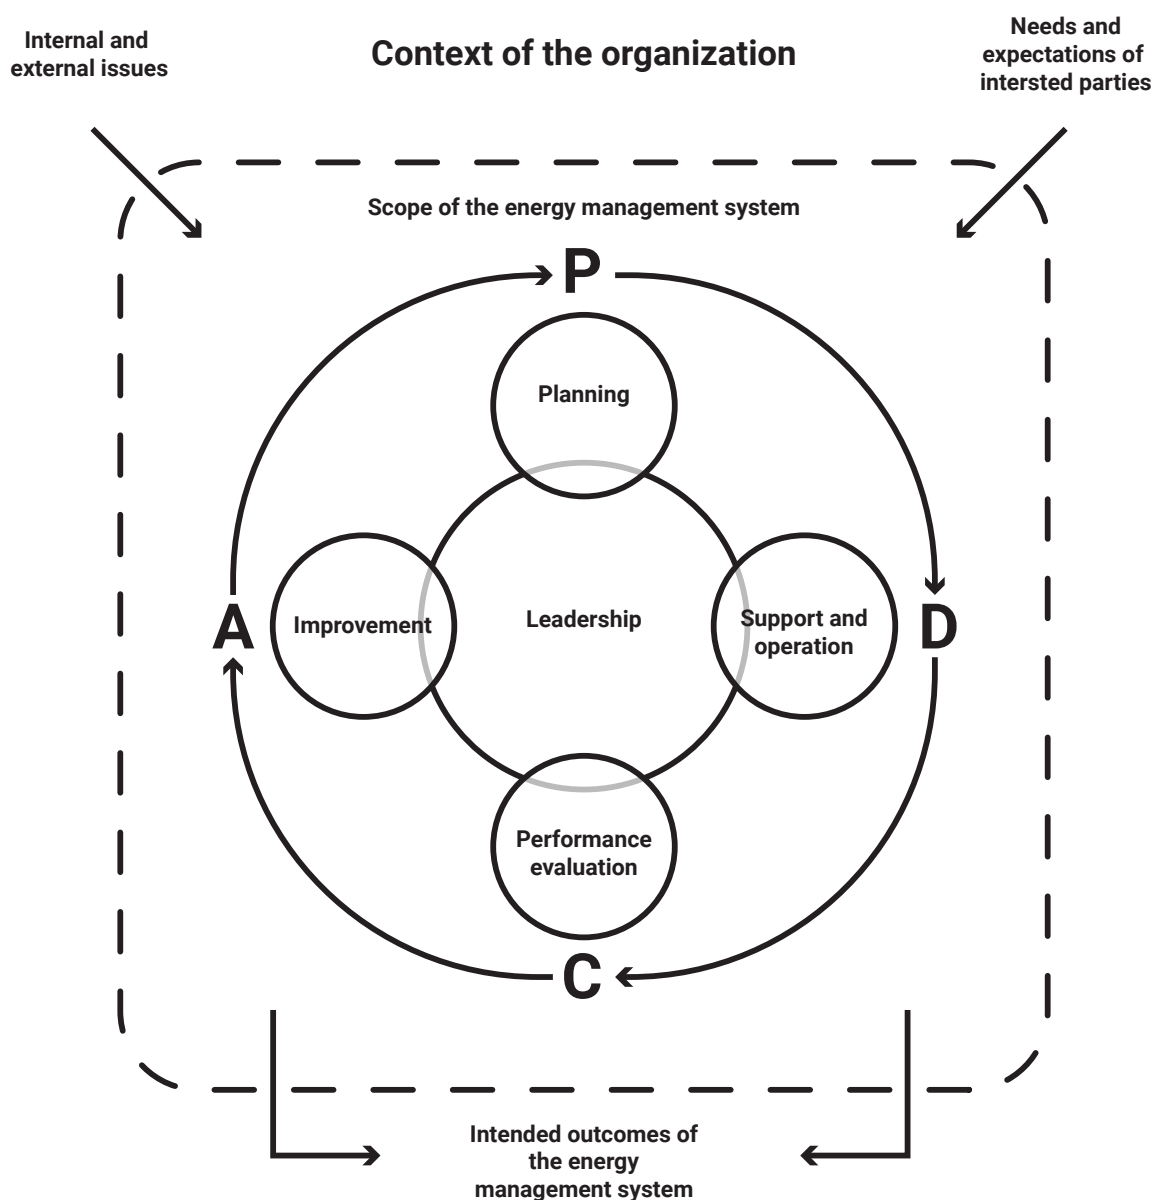 Internal and
external issues
Context of the organization
Needs and
expectations of
intersted parties
Scope of the energy management system
P
Planning
A
Improvement
Leadership
Support and
operation
D
Performance
evaluation
C
Intended outcomes of
the energy
management system